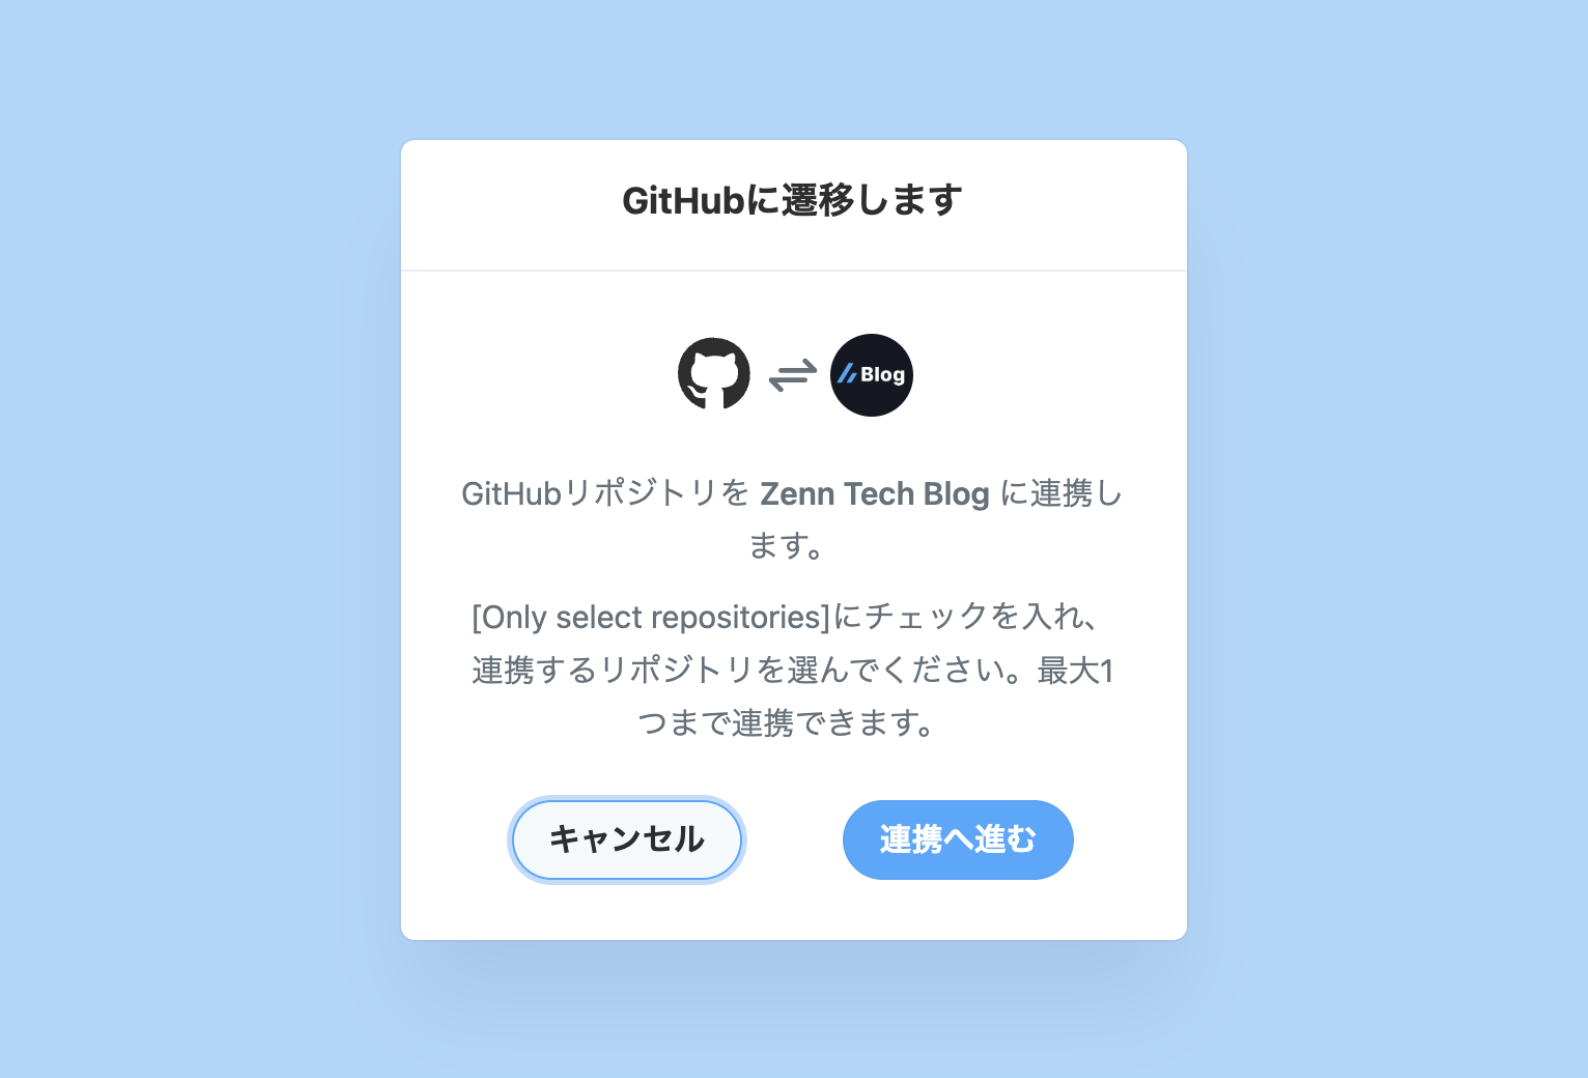 GitHubに遷移します
Blog
GitHubリポジトリを Zenn Tech Blog に連携し
ます。
[Only select repositories]にチェックを入れ、
連携するリポジトリを選んでください。最大1
つまで連携できます。
キャンセル
連携へ進む